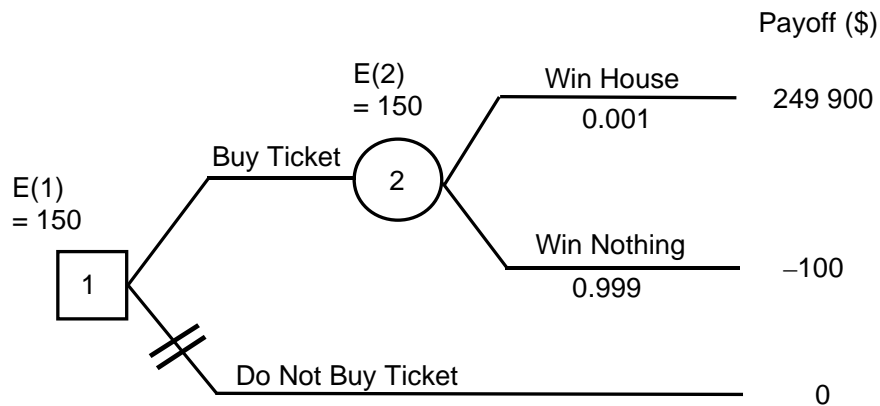 Payoff ($)
E(2)
= 150
Win House
249 900
0.001
Buy Ticket
2
E(1)
= 150
Win Nothing
–100
0.999
1
Do Not Buy Ticket
0